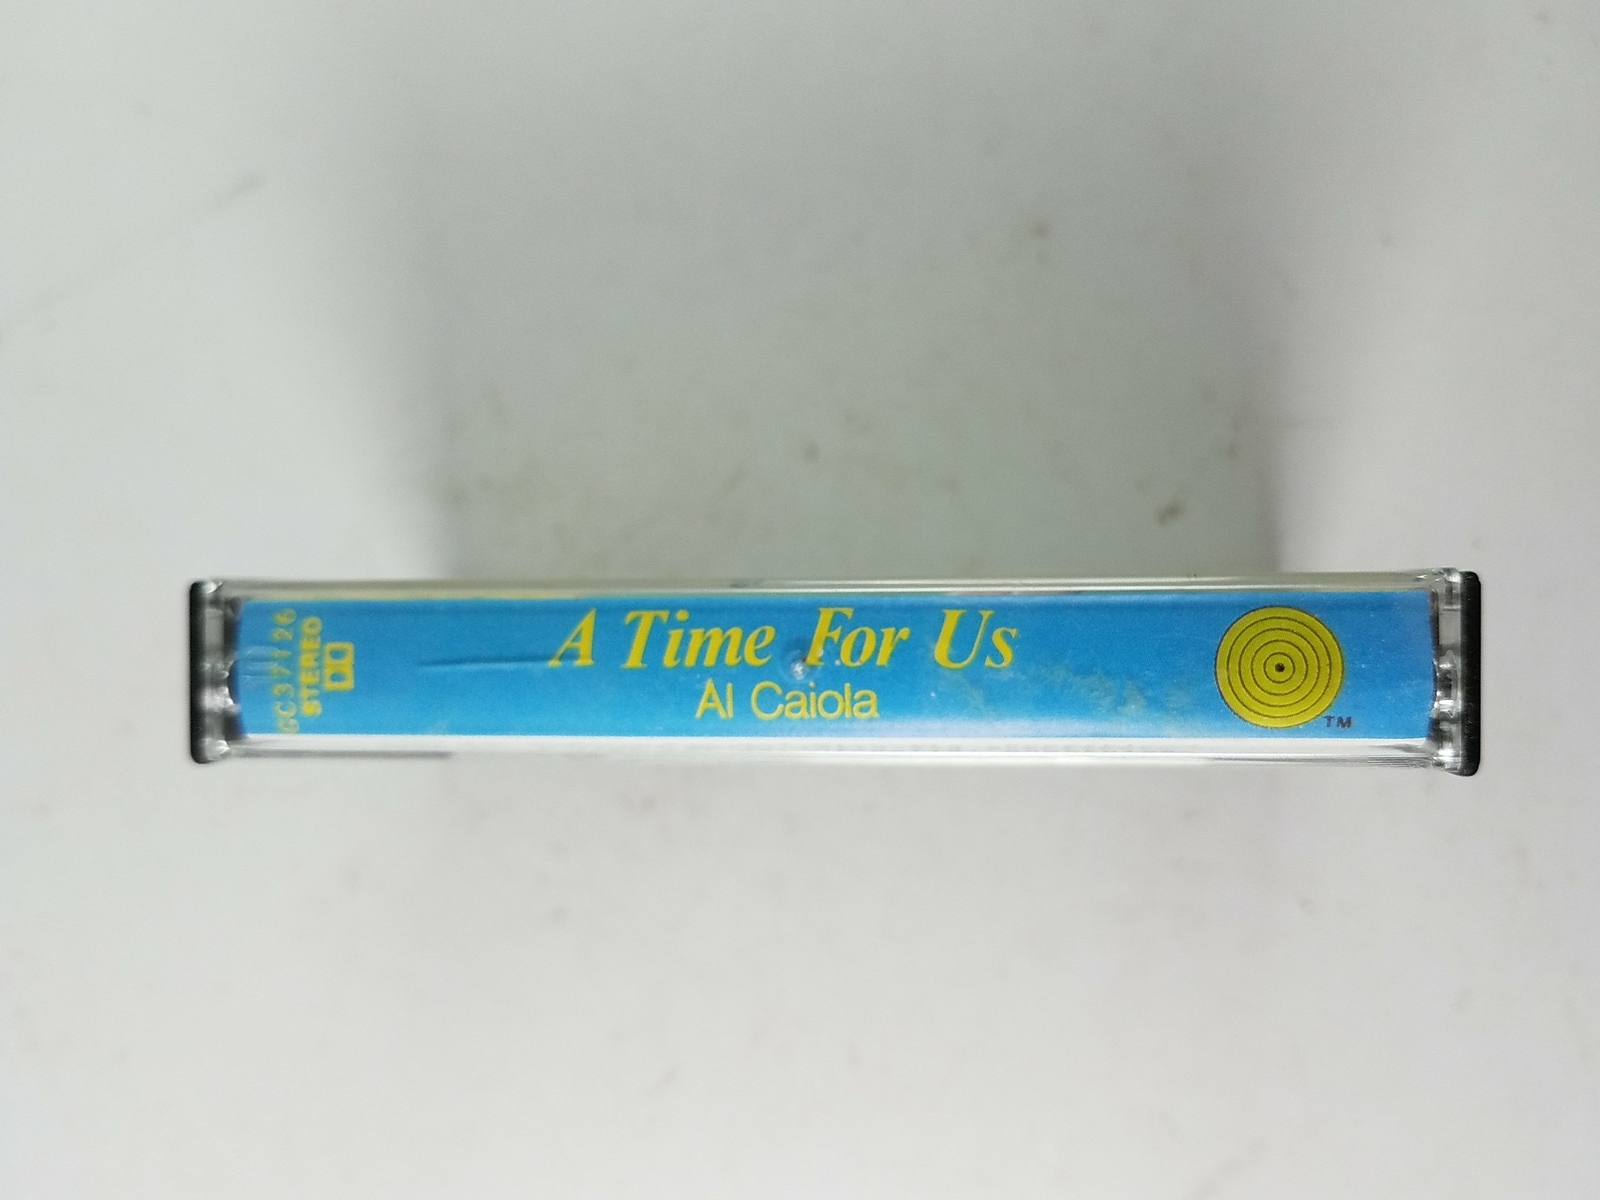 A Time For Us
Al Caiola
STEREO
TM